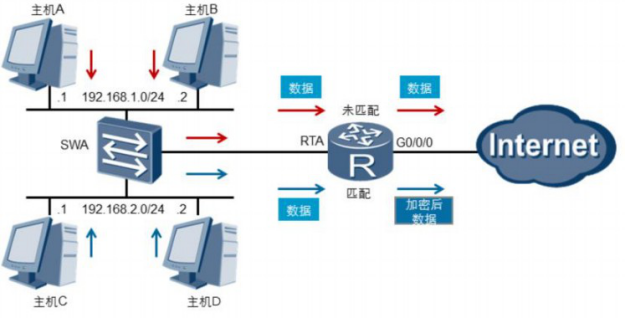 主机A
主机B
.1 192.168.1.0/24 .2
数据
数据
未匹配
SWA
RTA
G0/0/0
R
Internet
匹配
.1 192.168.2.0/24 .2
数据
加密后
数据
主机C
主机D